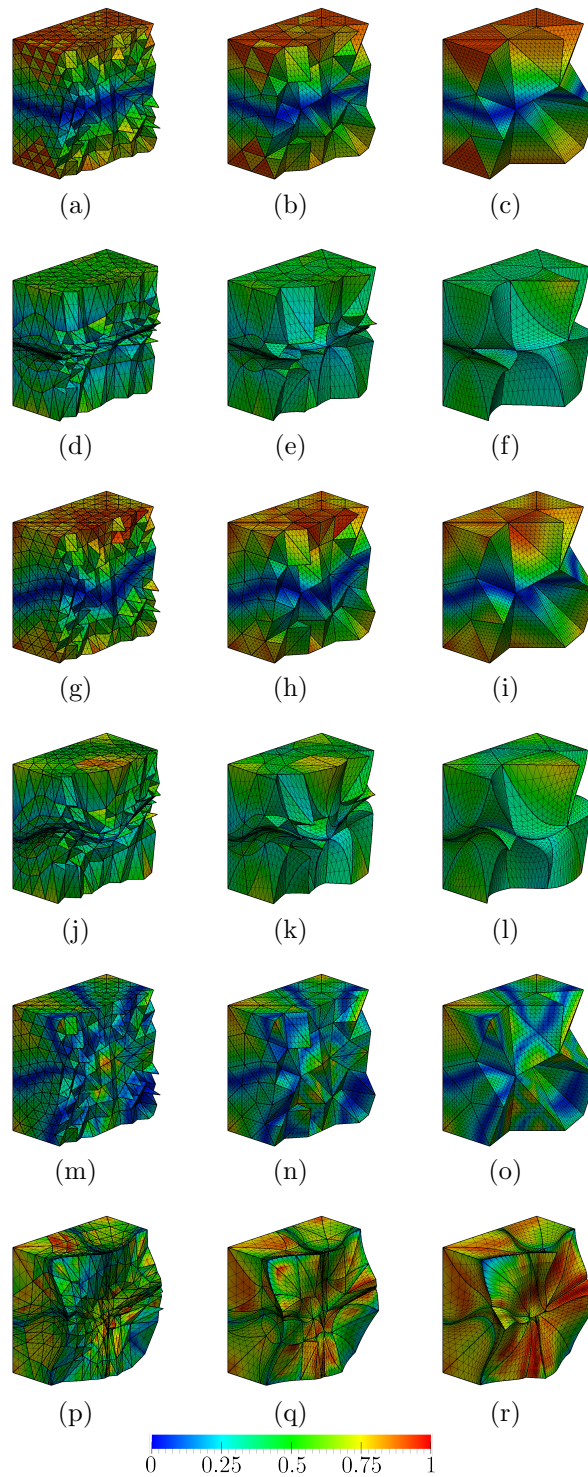 (a) (b) (c)
(d) (e) (f)
(g) (h) (i)
(j) (k) (l)
(m) (n) (o)
(p) (q) (r)
0 0.25 0.5 0.75 1